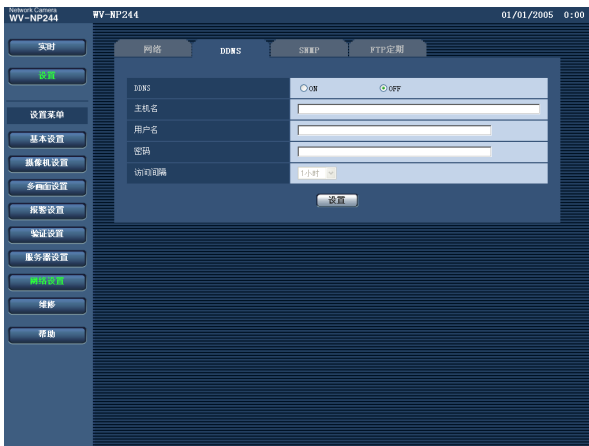 Network Camera
WV-NP244
WV-NP244
01/01/2005 0:00
实时
设置
设置菜单
基本设置
摄像机设置
多画面设置
报警设置
验证设置
服务器设置
网络设置
维修
帮助
网络
DDNS
SNMP
FTP定期
DDNS
ON
OFF
主机名
用户名
密码
访问间隔
1小时
设置